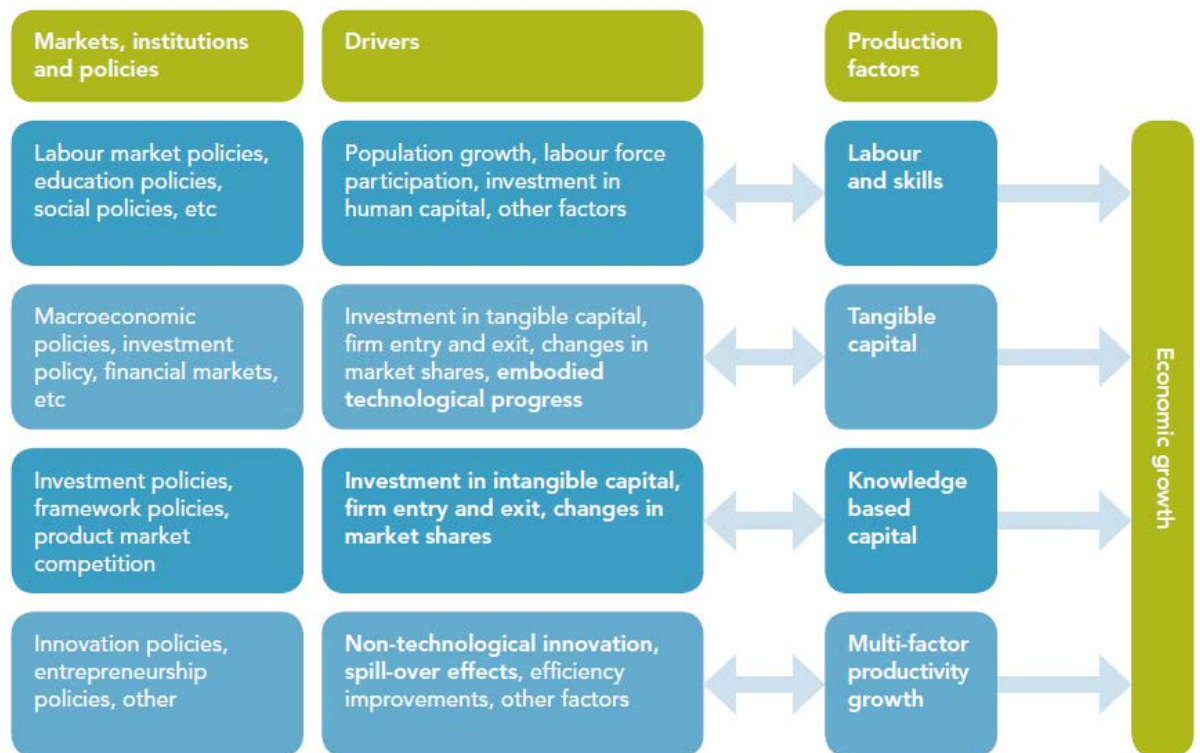 Markets, institutions
and policies
Drivers
Production
factors
Labour market policies,
education policies,
social policies, etc
Population growth, labour force
participation, investment in
human capital, other factors
Labour
and skills
Macroeconomic
policies, investment
policy, financial markets,
etc
Investment in tangible capital,
firm entry and exit, changes in
market shares, embodied
technological progress
Tangible
capital
Investment policies,
framework policies,
product market
competition
Investment in intangible capital,
firm entry and exit, changes in
market shares
Knowledge
based
capital
Innovation policies,
entrepreneurship
policies, other
Non-technological innovation,
spill-over effects, efficiency
improvements, other factors
Multi-factor
productivity
growth
Economic growth